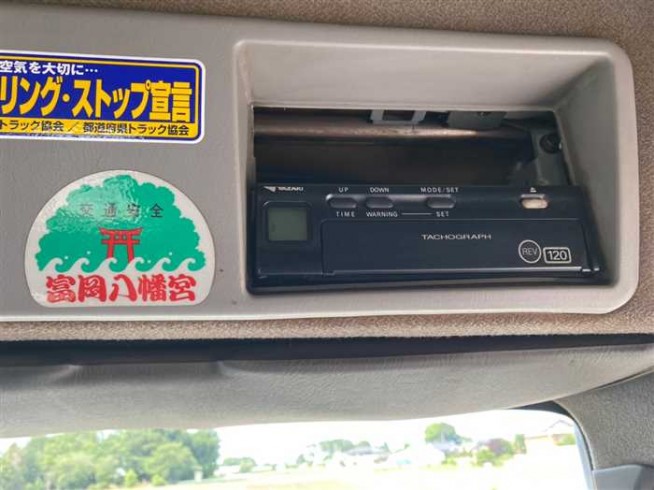 空気を大切に…
リング・ストップ宣言
トラック協会／都道府県トラック協会
交通安全
富岡八幡宮
YAZAKI
UP DOWN MODE/SET
TIME WARNING SET
TACHOGRAPH
REV 120